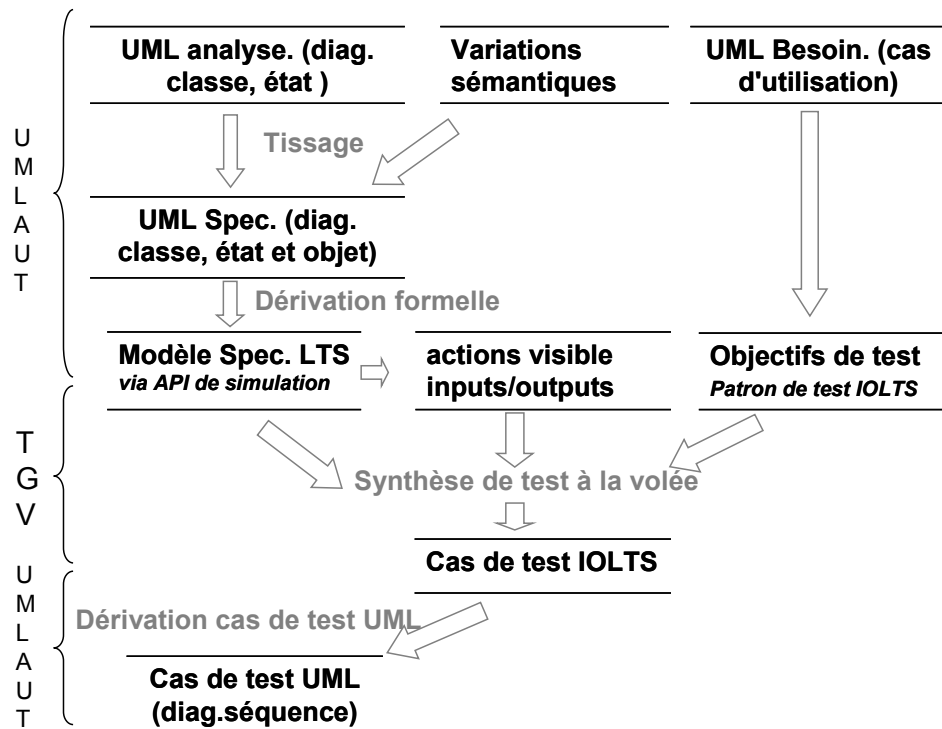 UML analyse. (diag.
classe, état )
Variations
sémantiques
UML Besoin. (cas
d'utilisation)
Tissage
UML Spec. (diag.
classe, état et objet)
Dérivation formelle
Modèle Spec. LTS
via API de simulation
actions visible
inputs/outputs
Objectifs de test
Patron de test IOLTS
Synthèse de test à la volée
Cas de test IOLTS
Dérivation cas de test UML
Cas de test UML
(diag.séquence)
U
M
L
A
U
T
T
G
V
U
M
L
A
U
T